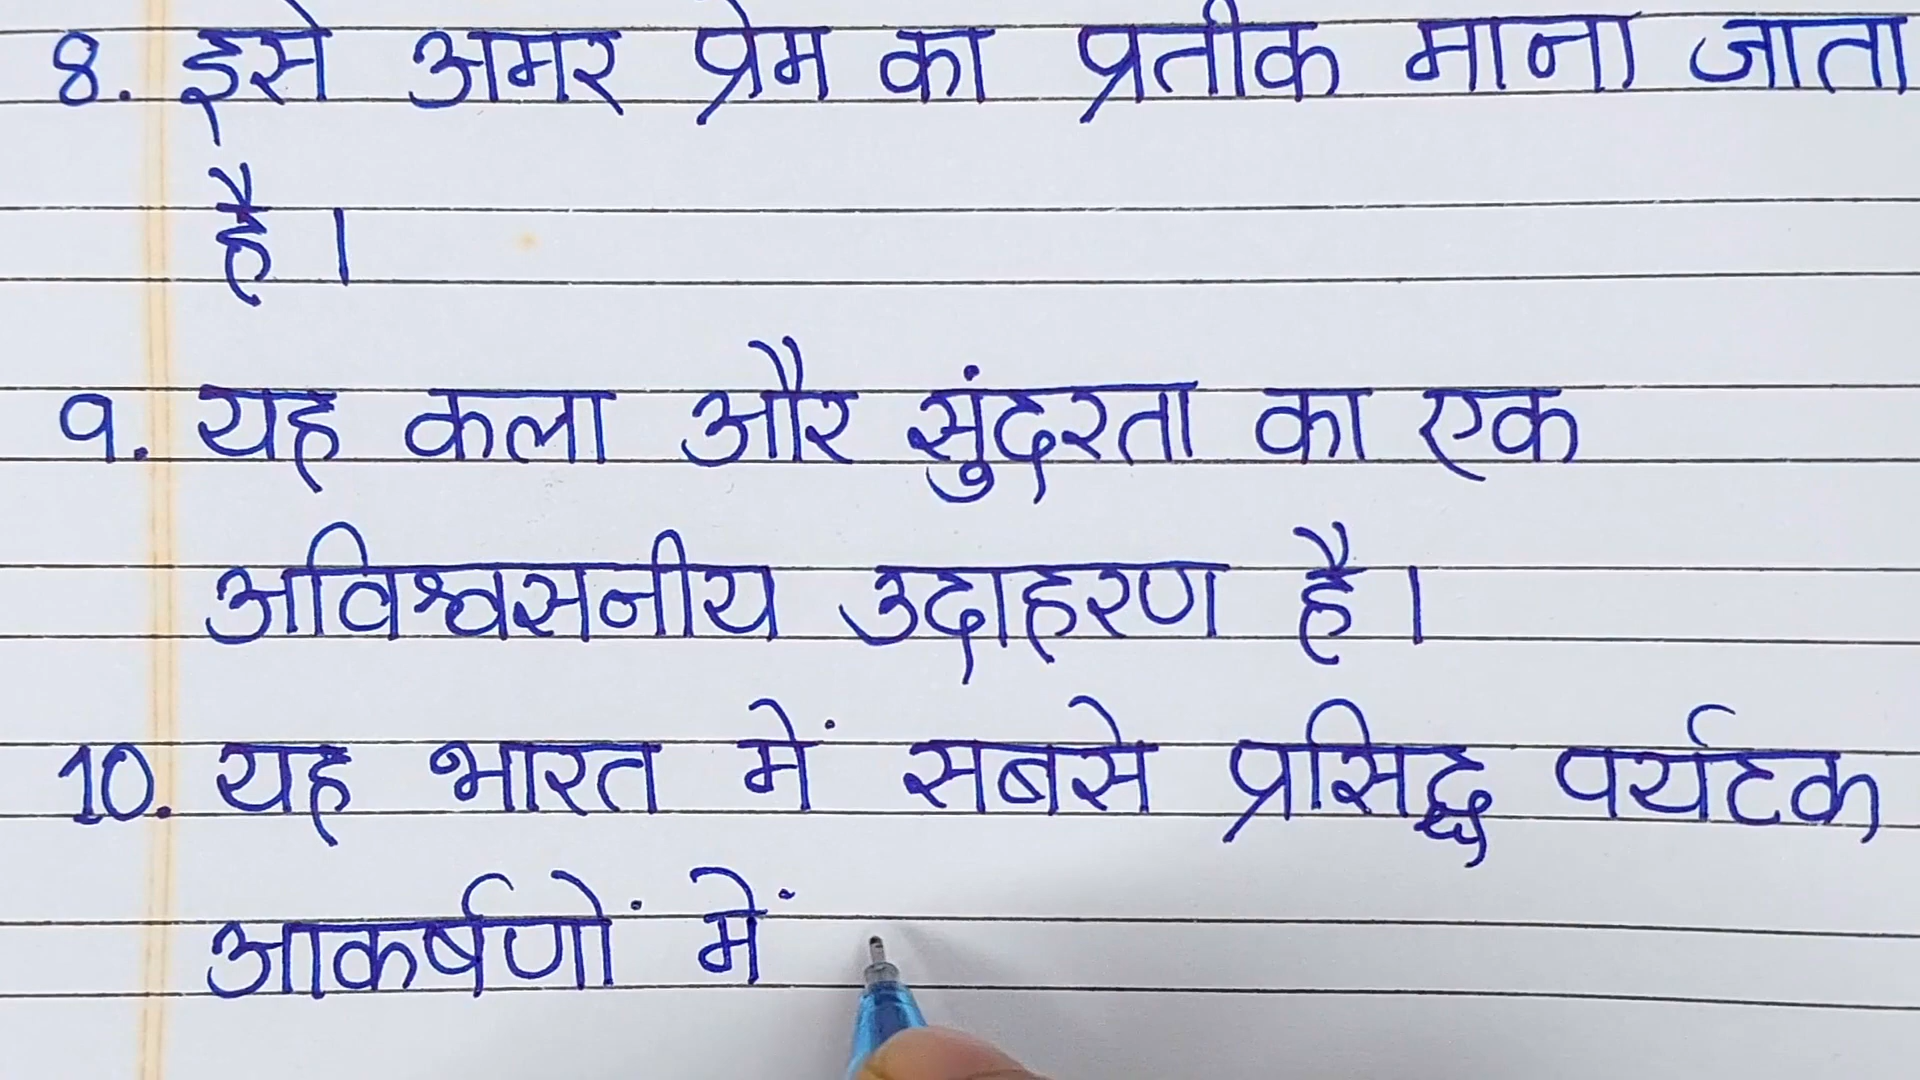 8. इसे अमर प्रेम का प्रतीक माना जाता
है।
9. यह कला और सुंदरता का एक
अविश्वसनीय उदाहरण है।
10. यह भारत में सबसे प्रसिद्ध पर्यटक
आकर्षणों में